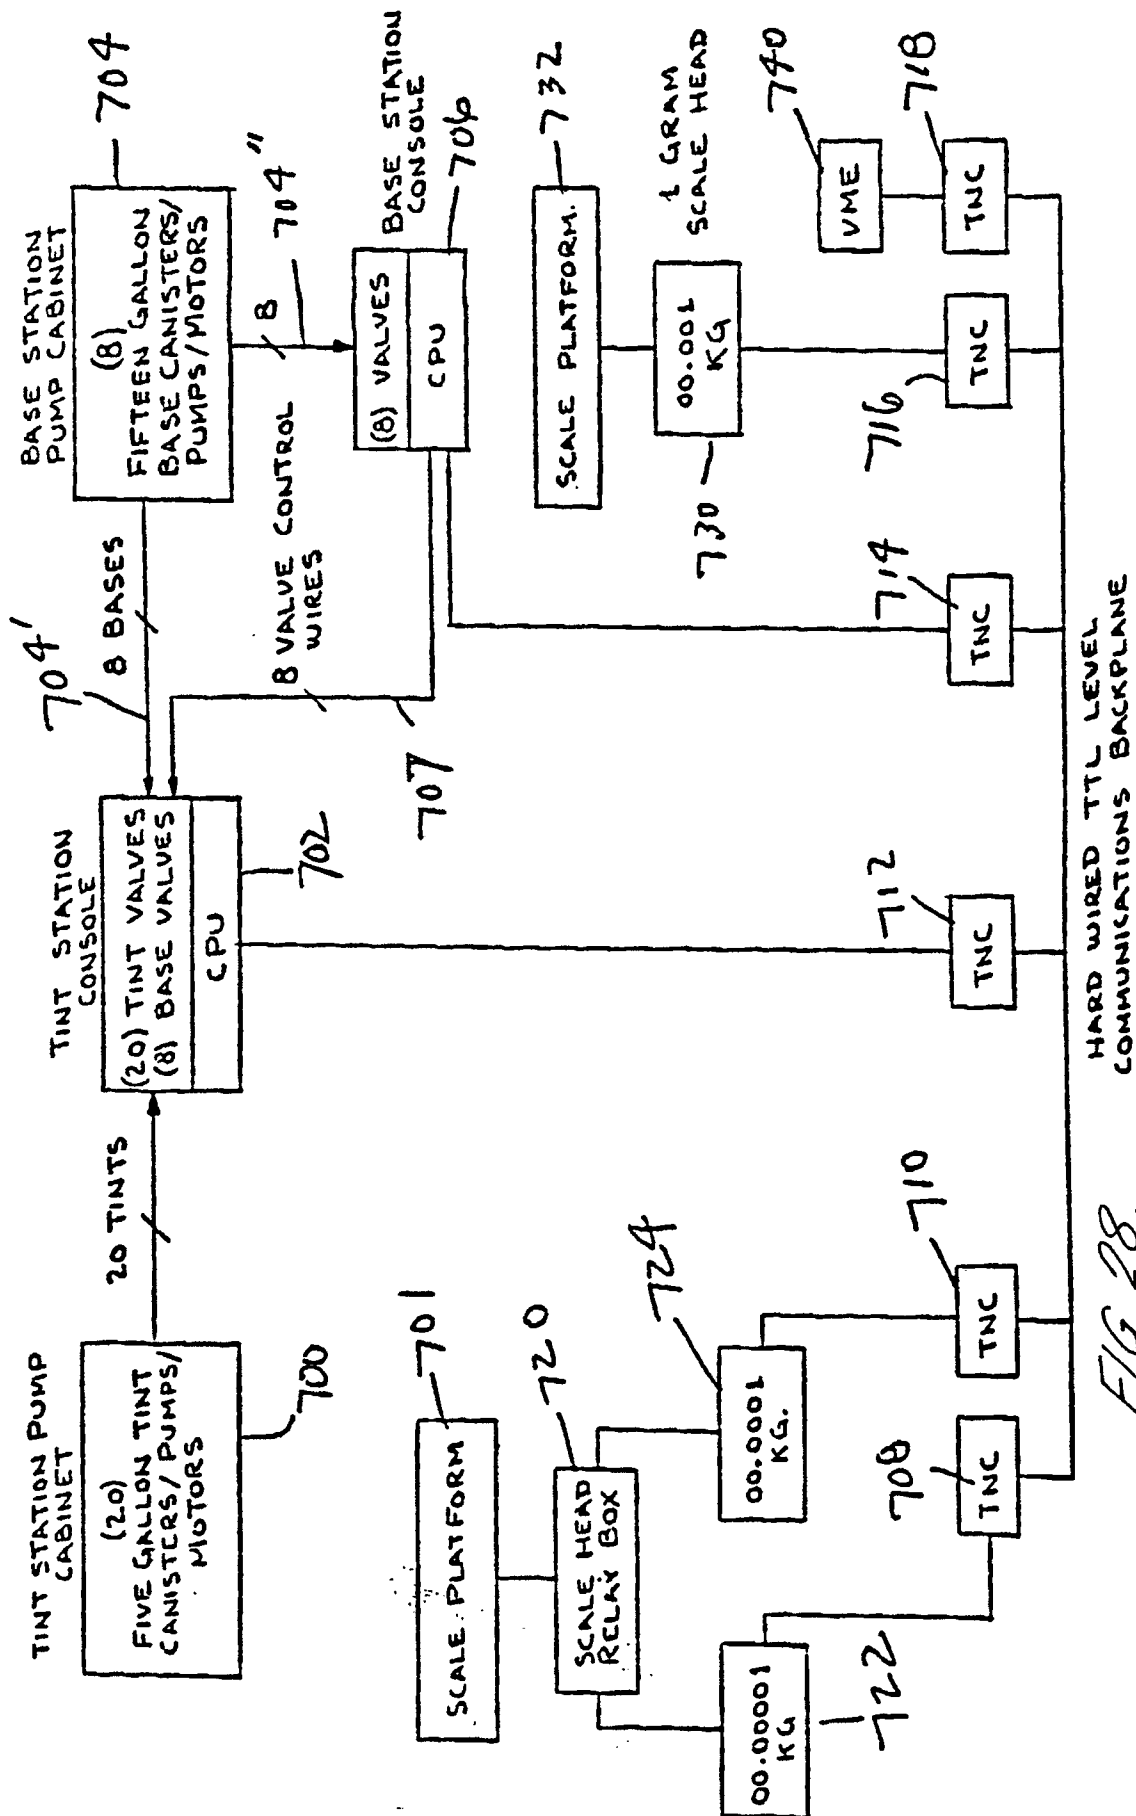 TINT STATION PUMP
CABINET
(20)
FIVE GALLON TINT
CANISTERS/PUMPS/
MOTORS
700
20 TINTS
TINT STATION
CONSOLE
(20) TINT VALVES
(8) BASE VALVES
CPU
702
704'
8 BASES
BASE STATION
PUMP CABINET
(8)
FIFTEEN GALLON
BASE CANISTERS/
PUMPS/MOTORS
704
8
704"
8 VALVE CONTROL
WIRES
707
BASE STATION
CONSOLE
(8) VALVES
CPU
706
SCALE PLATFORM
701
SCALE HEAD
RELAY BOX
720
00.00001
KG
722
00.0001
KG.
724
SCALE PLATFORM.
732
1 GRAM
SCALE HEAD
00.001
KG
730
VME
740
TNC
708
TNC
710
TNC
712
TNC
714
TNC
716
TNC
718
HARD WIRED TTL LEVEL
COMMUNICATIONS BACKPLANE
FIG 28.